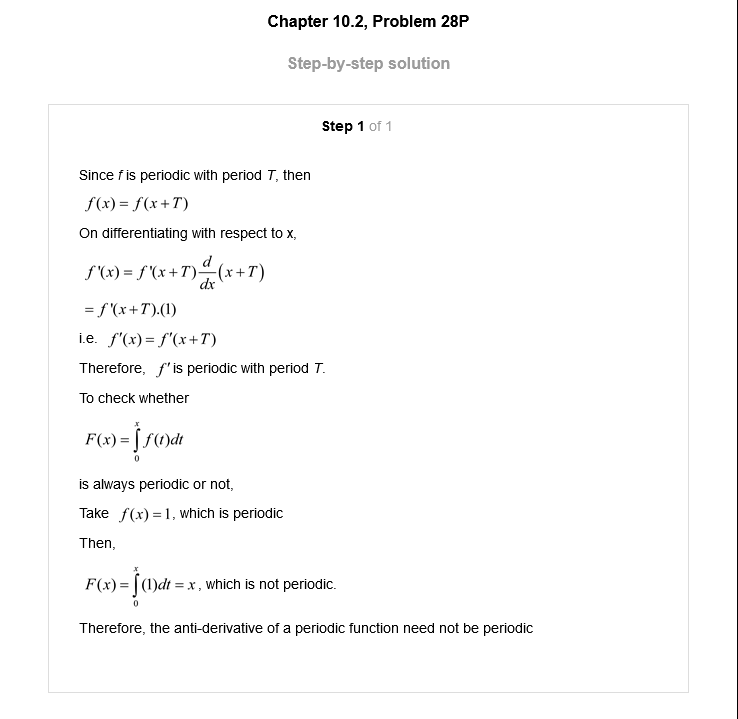 Chapter 10.2, Problem 28P
Step-by-step solution
Step 1 of 1
Since f is periodic with period T, then
f(x) = f(x+T)
On differentiating with respect to x,
f'(x) = f'(x+T) d/dx (x+T)
= f'(x+T).(1)
i.e. f'(x) = f'(x+T)
Therefore, f' is periodic with period T.
To check whether
F(x) = ∫₀ˣ f(t)dt
is always periodic or not,
Take f(x) = 1, which is periodic
Then,
F(x) = ∫₀ˣ (1)dt = x, which is not periodic.
Therefore, the anti-derivative of a periodic function need not be periodic